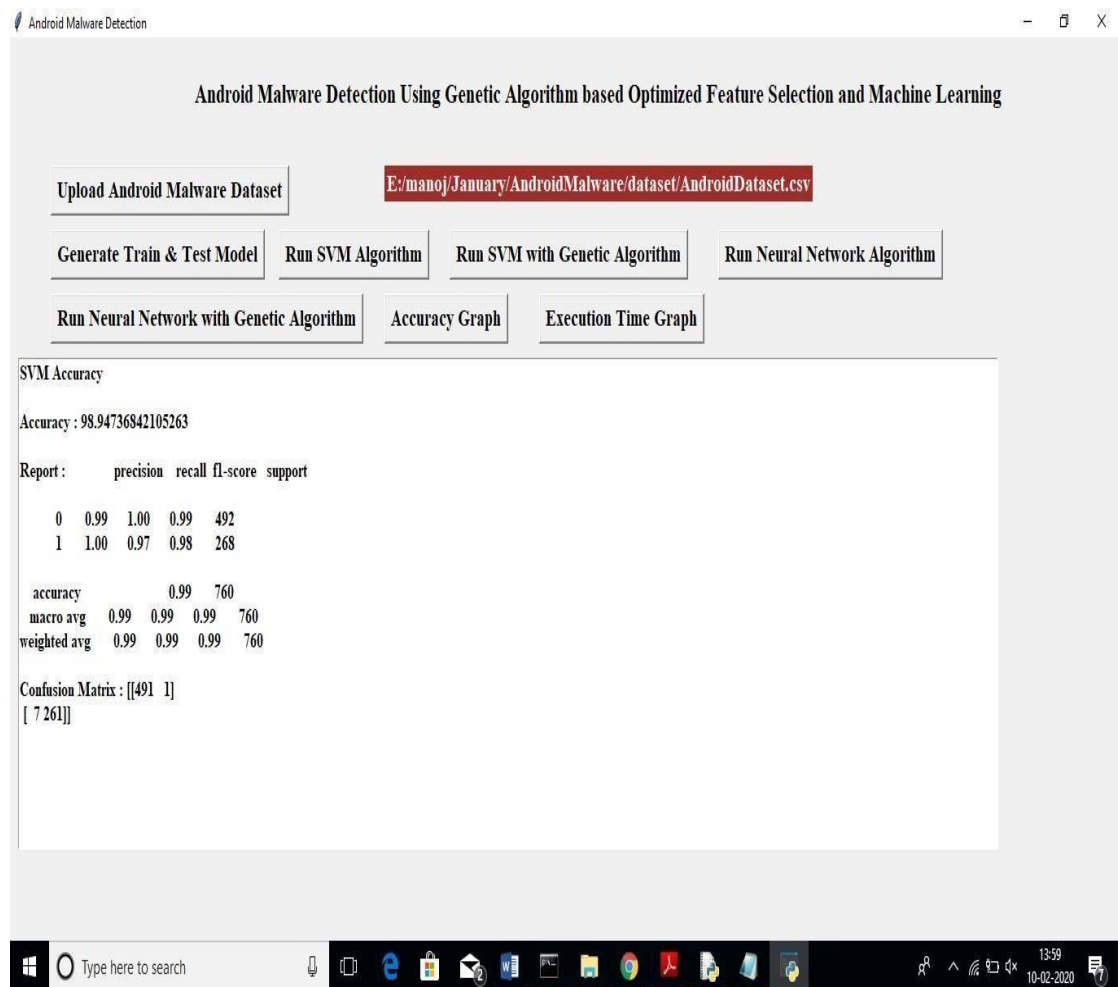 Android Malware Detection
Android Malware Detection Using Genetic Algorithm based Optimized Feature Selection and Machine Learning
Upload Android Malware Dataset
E:/manoj/January/AndroidMalware/dataset/AndroidDataset.csv
Generate Train & Test Model Run SVM Algorithm Run SVM with Genetic Algorithm Run Neural Network Algorithm
Run Neural Network with Genetic Algorithm Accuracy Graph Execution Time Graph
SVM Accuracy
Accuracy : 98.94736842105263
Report : precision recall f1-score support
0 0.99 1.00 0.99 492
1 1.00 0.97 0.98 268
accuracy 0.99 760
macro avg 0.99 0.99 0.99 760
weighted avg 0.99 0.99 0.99 760
Confusion Matrix : [[491 1]
[ 7 261]]
Type here to search
13:59
10-02-2020